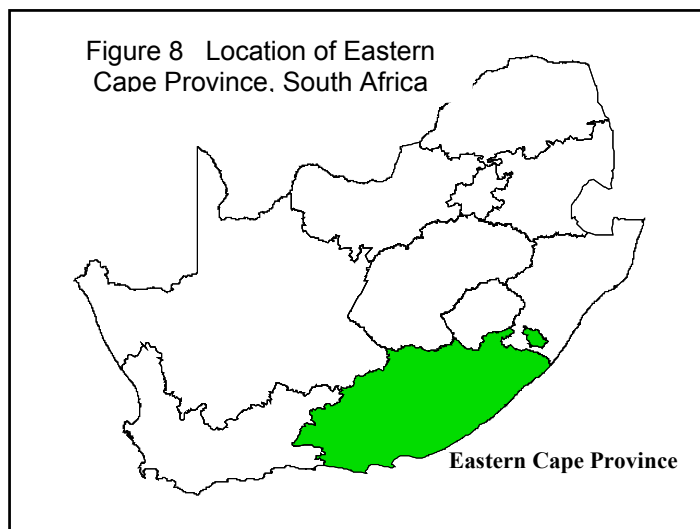 Figure 8 Location of Eastern
Cape Province, South Africa
Eastern Cape Province